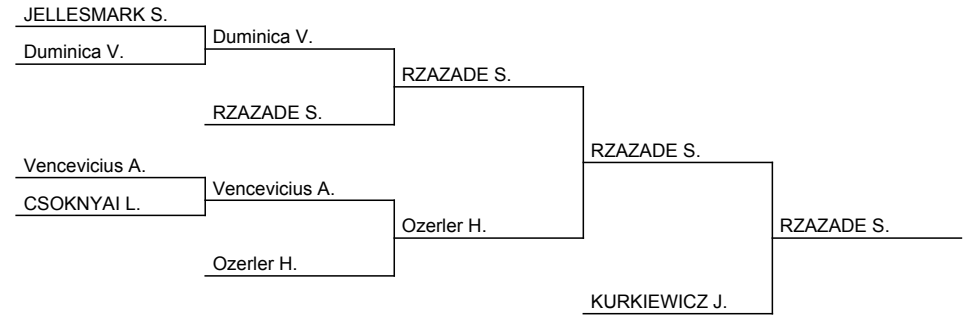 JELLESMARK S.
Duminica V.
Duminica V.
RZAZADE S.
RZAZADE S.
RZAZADE S.
Vencevicius A.
Vencevicius A.
CSOKNYAI L.
Ozerler H.
RZAZADE S.
Ozerler H.
KURKIEWICZ J.